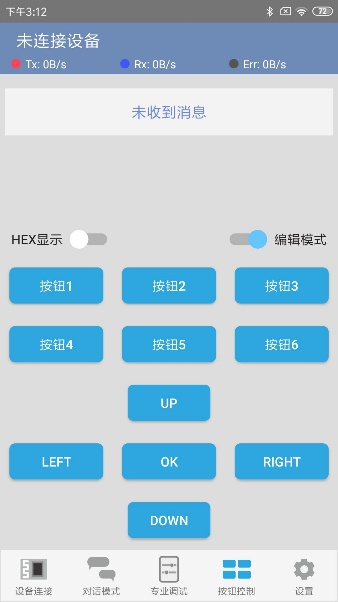 下午3:12
72
未连接设备
Tx: 0B/s
Rx: 0B/s
Err: 0B/s
未收到消息
HEX显示
编辑模式
按钮1
按钮2
按钮3
按钮4
按钮5
按钮6
UP
LEFT
OK
RIGHT
DOWN
设备连接
对话模式
专业调试
按钮控制
设置